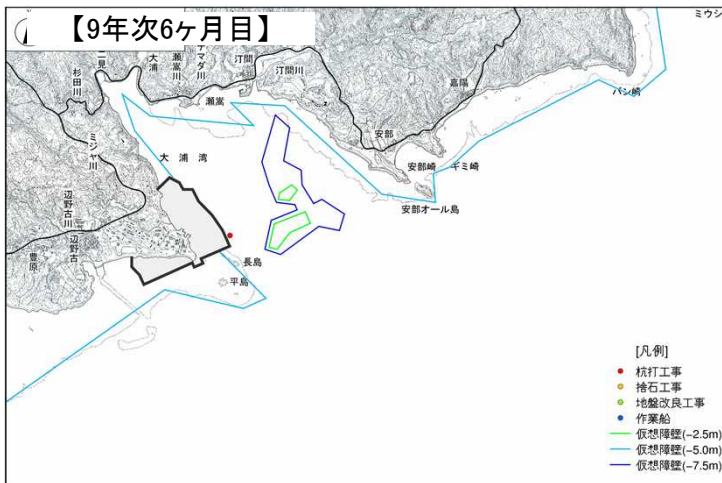 【9年次6ヶ月目】
ミウシ
二見
大浦
瀬嵩川
テマダ川
汀間
汀間川
杉田川
嘉陽
バン崎
瀬嵩
安部
ミジャ川
大浦湾
安部崎
ギミ崎
安部オール島
辺野古川
辺野古
豊原
長島
平島
[凡例]
杭打工事
捨石工事
地盤改良工事
作業船
仮想障壁(-2.5m)
仮想障壁(-5.0m)
仮想障壁(-7.5m)